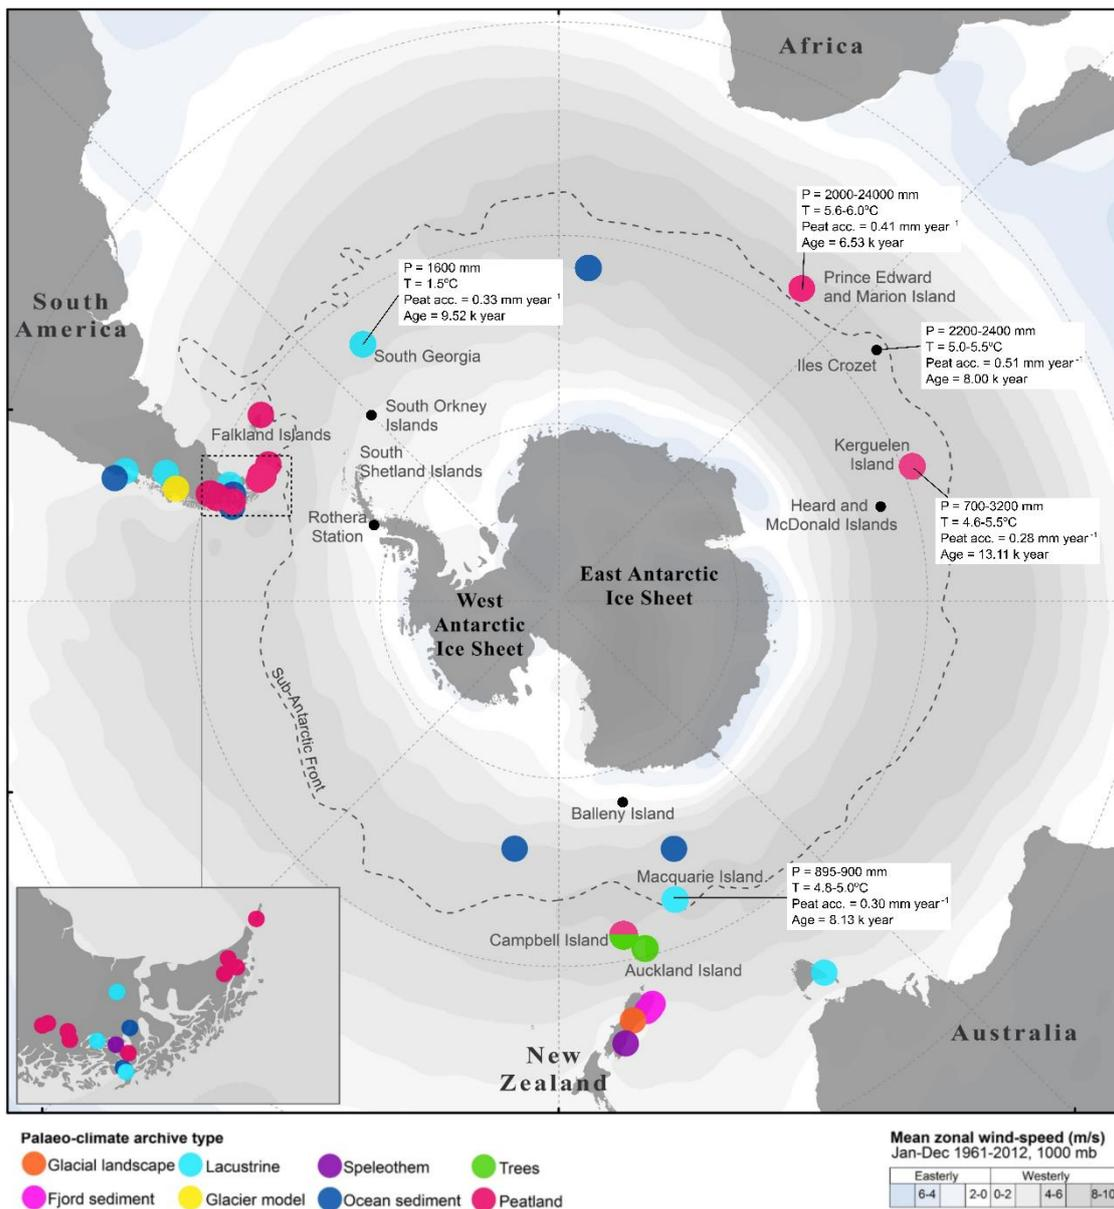 Africa
P = 2000-24000 mm
T = 5.6-6.0ºC
Peat acc. = 0.41 mm year⁻¹
Age = 6.53 k year
Prince Edward
and Marion Island
P = 1600 mm
T = 1.5ºC
Peat acc. = 0.33 mm year⁻¹
Age = 9.52 k year
South
America
South Georgia
P = 2200-2400 mm
T = 5.0-5.5ºC
Peat acc. = 0.51 mm year⁻¹
Age = 8.00 k year
Iles Crozet
South Orkney
Islands
Falkland Islands
South
Shetland Islands
Kerguelen
Island
P = 700-3200 mm
T = 4.6-5.5ºC
Peat acc. = 0.28 mm year⁻¹
Age = 13.11 k year
Heard and
McDonald Islands
Rothera
Station
East Antarctic
Ice Sheet
West
Antarctic
Ice Sheet
Sub-Antarctic Front
Balleny Island
Macquarie Island
P = 895-900 mm
T = 4.8-5.0ºC
Peat acc. = 0.30 mm year⁻¹
Age = 8.13 k year
Campbell Island
Auckland Island
New
Zealand
Australia
Palaeo-climate archive type
Glacial landscape Lacustrine Speleothem Trees
Fjord sediment Glacier model Ocean sediment Peatland
Mean zonal wind-speed (m/s)
Jan-Dec 1961-2012, 1000 mb
Easterly Westerly
6-4 2-0 0-2 4-6 8-10